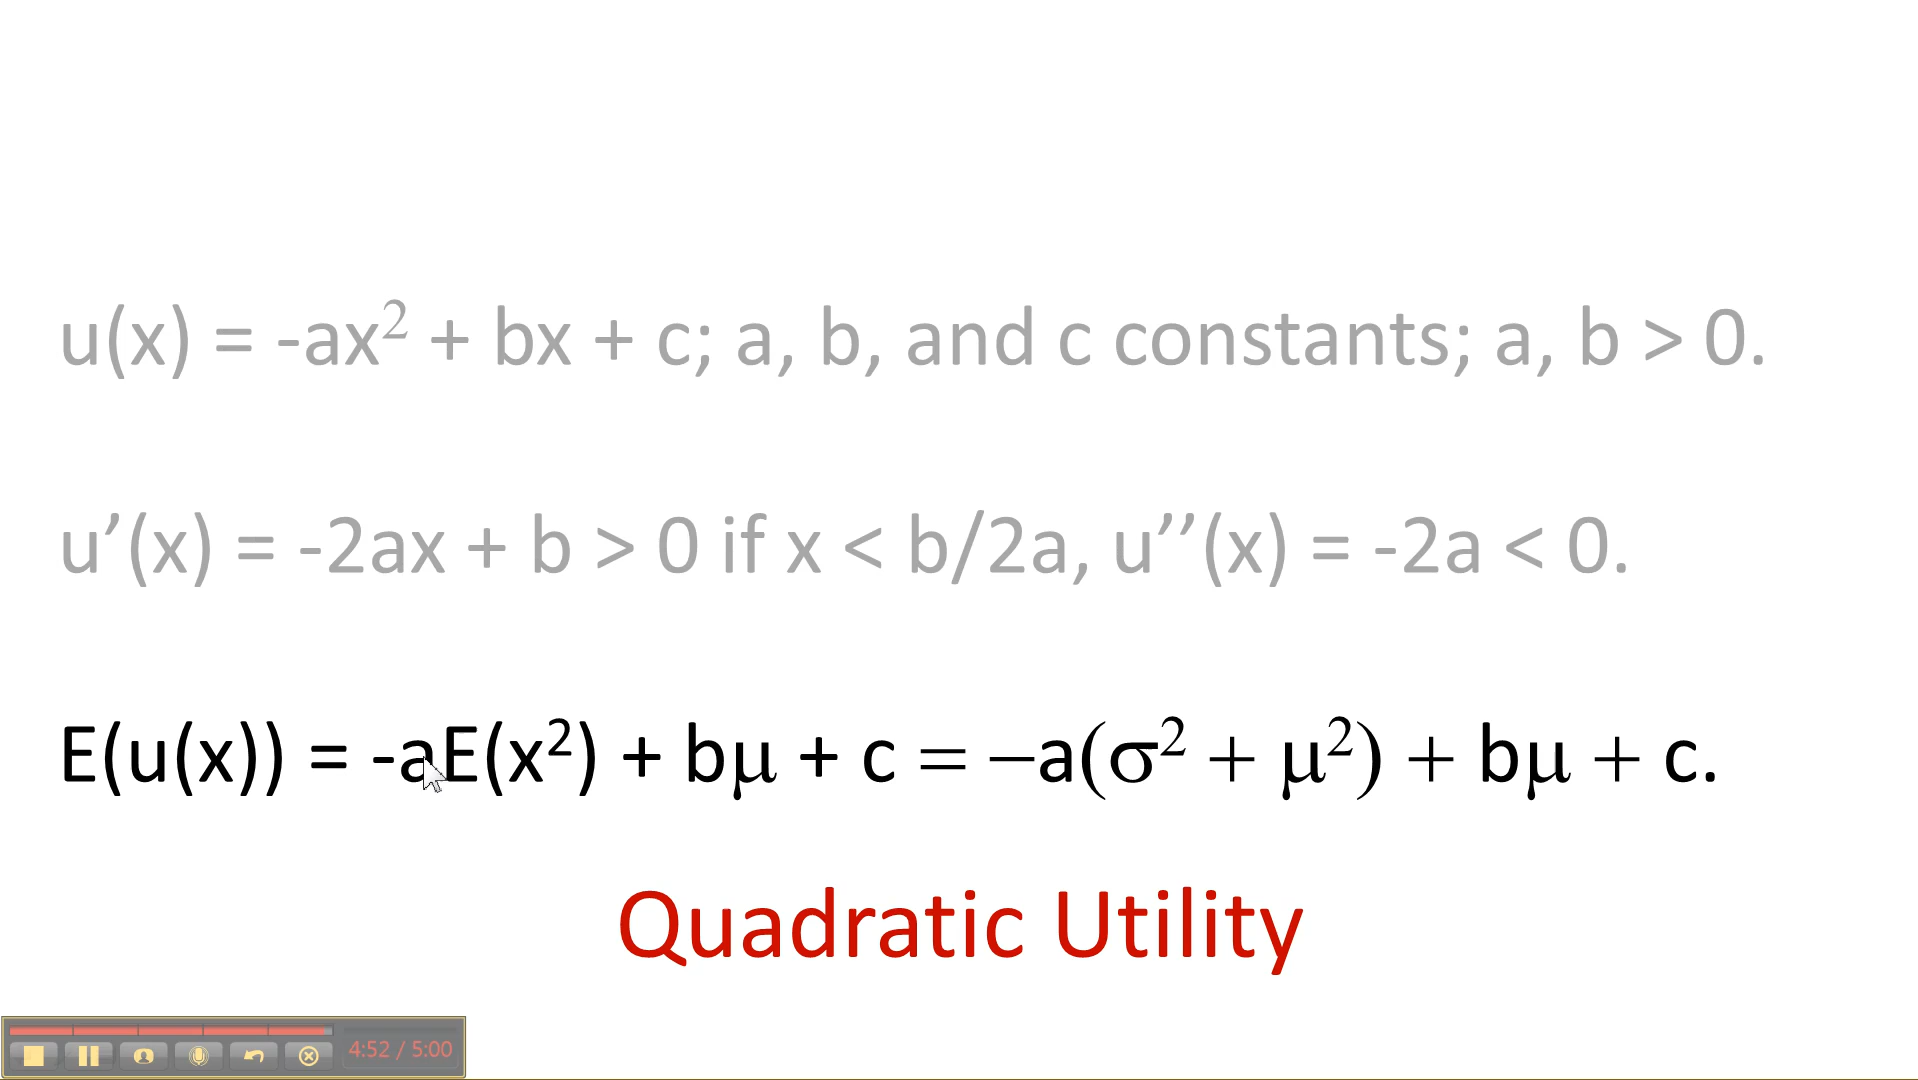 u(x) = -ax² + bx + c; a, b, and c constants; a, b > 0.
u’(x) = -2ax + b > 0 if x < b/2a, u’’(x) = -2a < 0.
E(u(x)) = -aE(x²) + bμ + c = −a(σ² + μ²) + bμ + c.
Quadratic Utility
4:52 / 5:00